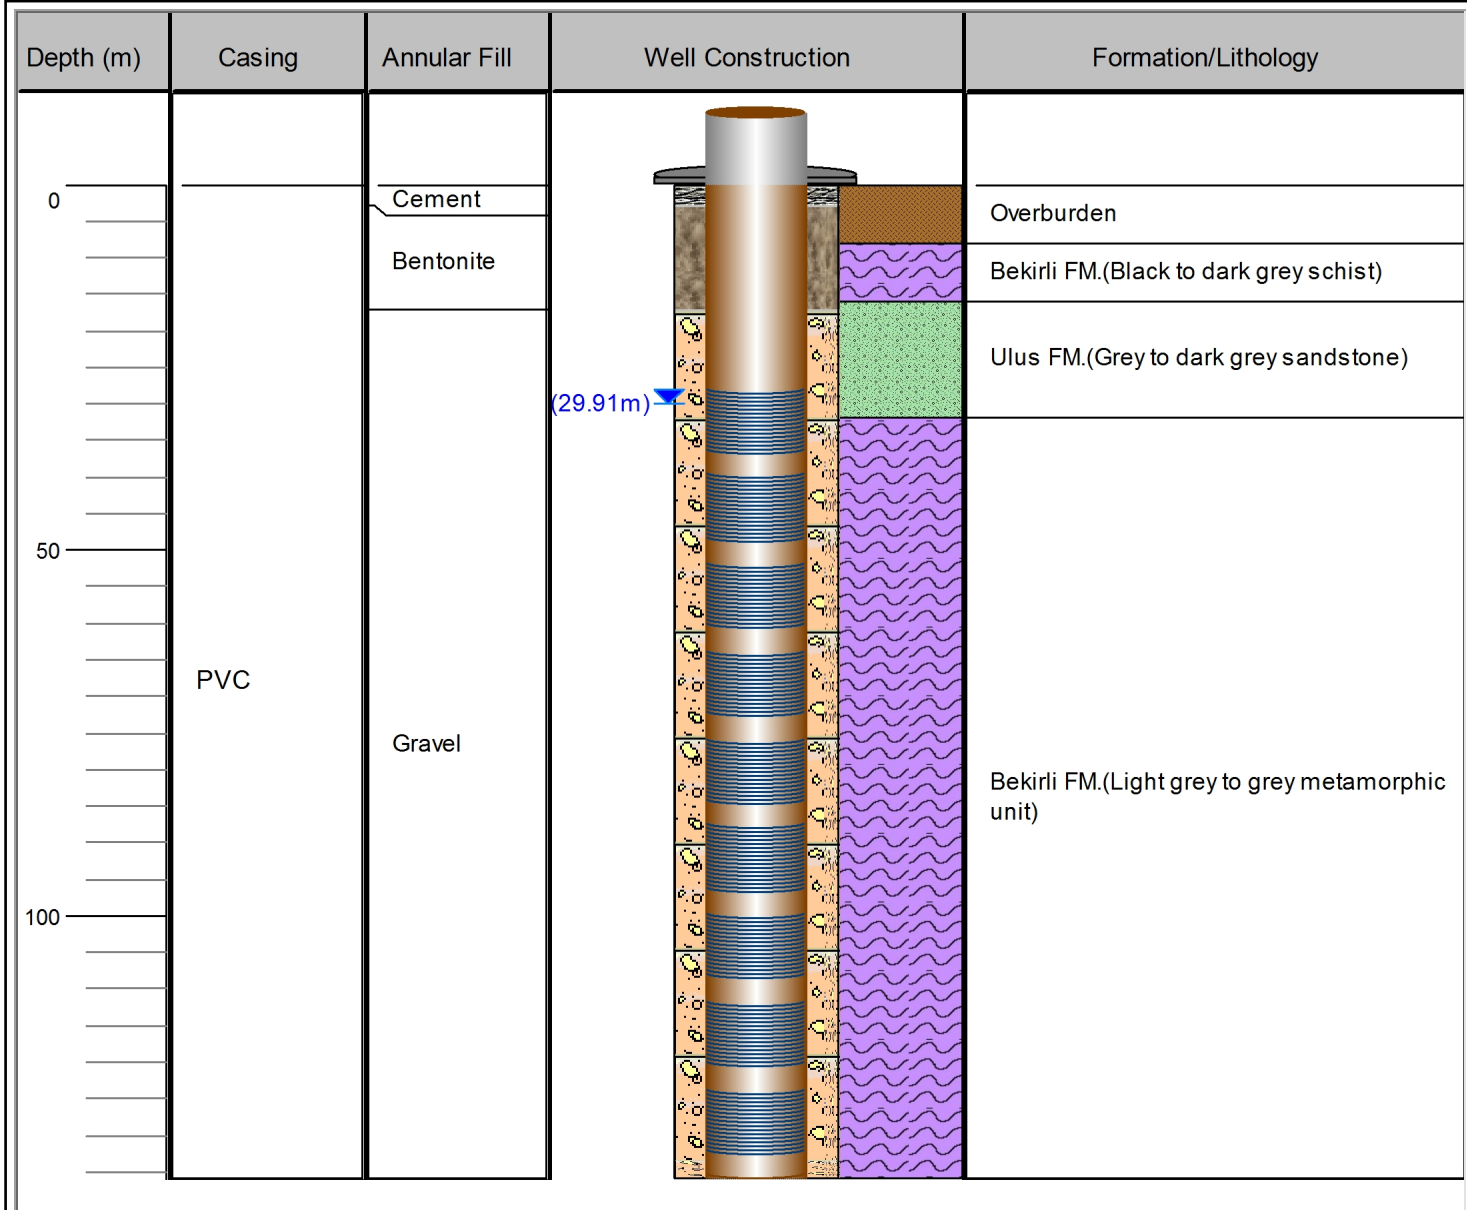 Depth (m)
Casing
Annular Fill
Well Construction
Formation/Lithology
0
Cement
Overburden
Bentonite
Bekirli FM.(Black to dark grey schist)
Ulus FM.(Grey to dark grey sandstone)
(29.91m)
50
PVC
Gravel
Bekirli FM.(Light grey to grey metamorphic
unit)
100